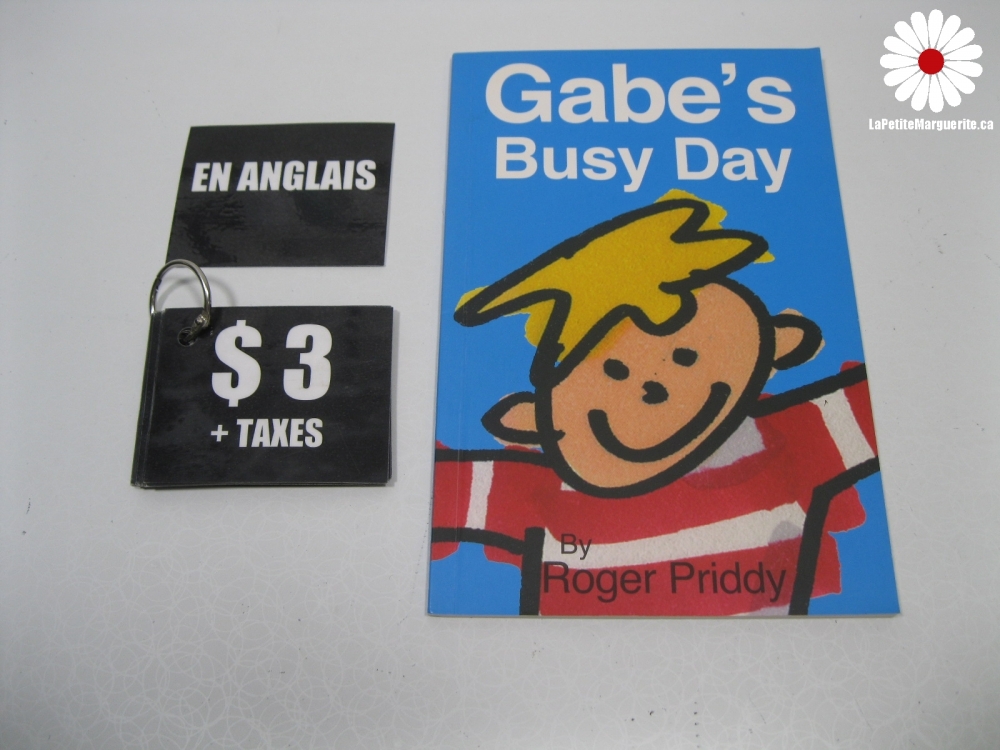 LaPetiteMarguerite.ca
EN ANGLAIS
$ 3
+ TAXES
Gabe's
Busy Day
By
Roger Priddy